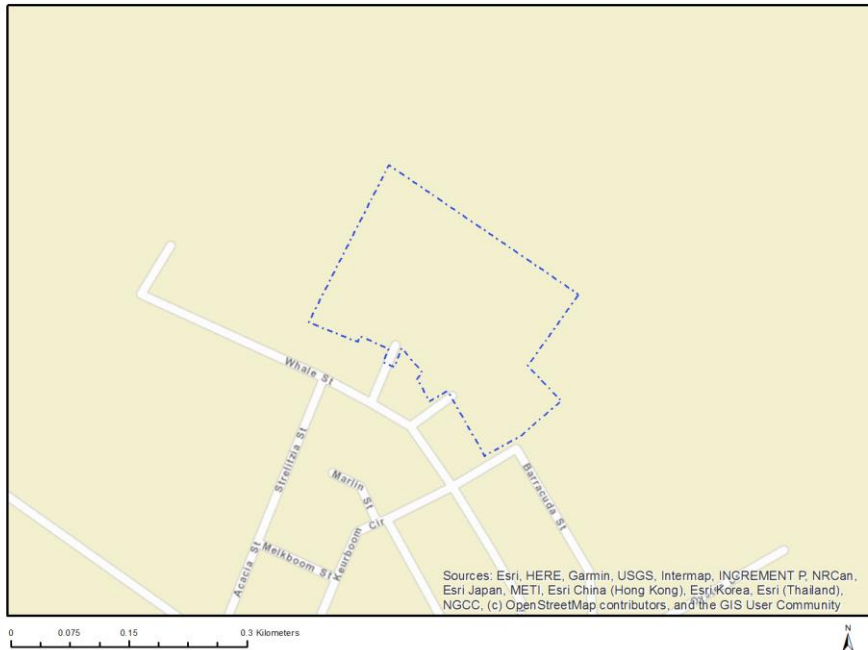 Whale St
Strelitzia St
Marlin St
Barracuda St
Keurboom Cir
Melkboom St
Acacia St
Sources: Esri, HERE, Garmin, USGS, Intermap, INCREMENT P, NRCan,
Esri Japan, METI, Esri China (Hong Kong), Esri Korea, Esri (Thailand),
NGCC, (c) OpenStreetMap contributors, and the GIS User Community
0 0.075 0.15 0.3 Kilometers
N